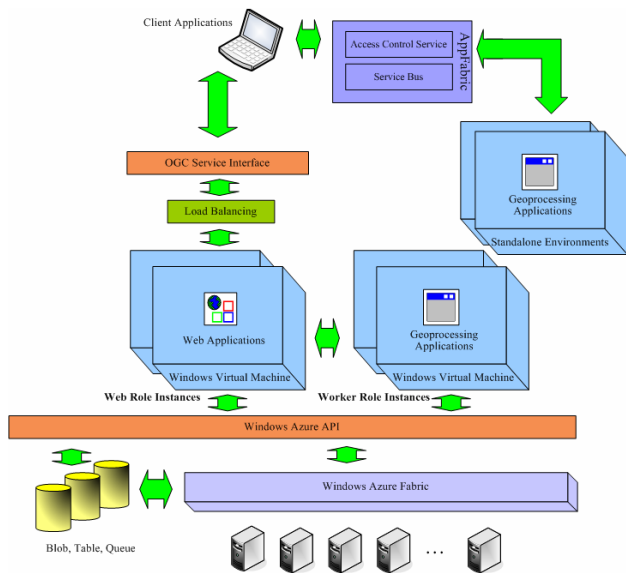 Client Applications
Access Control Service
Service Bus
AppFabric
OGC Service Interface
Load Balancing
Geoprocessing
Applications
Standalone Environments
Web Applications
Windows Virtual Machine
Geoprocessing
Applications
Windows Virtual Machine
Web Role Instances
Worker Role Instances
Windows Azure API
Windows Azure Fabric
Blob, Table, Queue
...